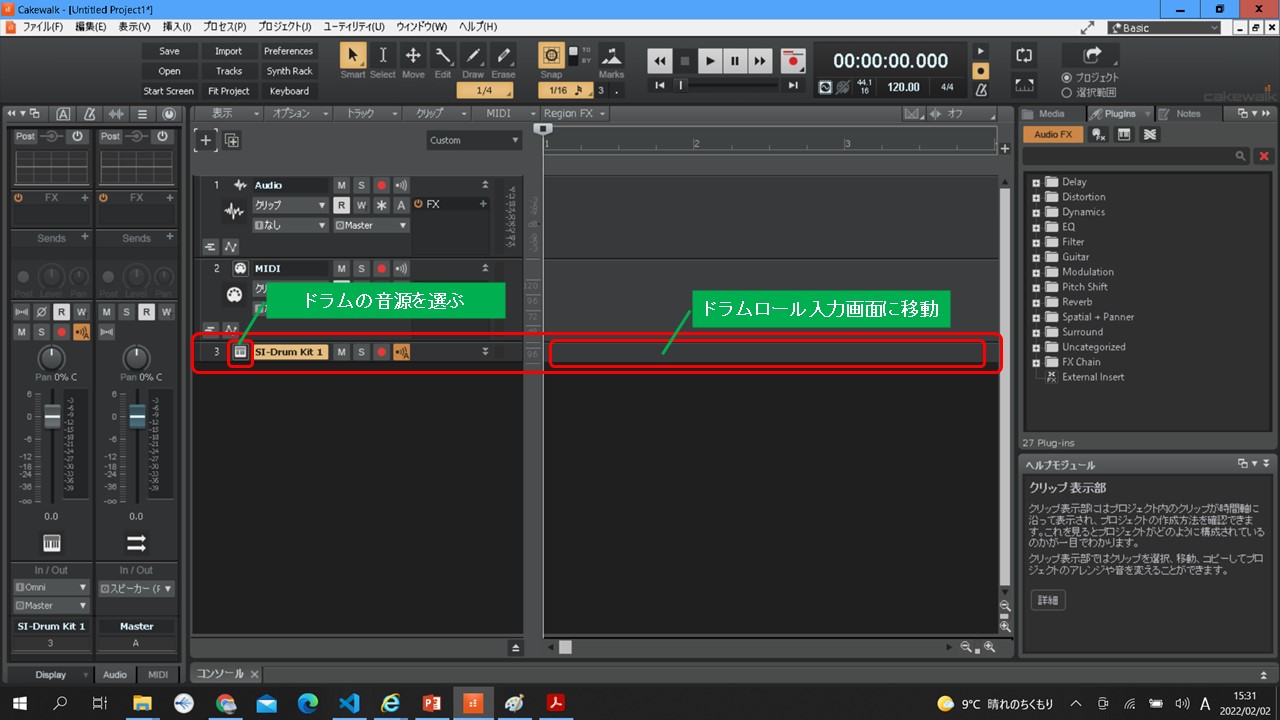 Cakewalk - [Untitled Project1*]
ファイル(F) 編集(E) 表示(V) 挿入(I) プロセス(P) プロジェクト(J) ユーティリティ(U) ウィンドウ(W) ヘルプ(H)
Basic
Save Import Preferences
Open Tracks Synth Rack
Start Screen Fit Project Keyboard
Smart Select Move Edit Draw Erase
1/4
Snap
TO
BY
Marks
1/16 3
00:00:00.000
44.1
16
120.00 4/4
プロジェクト
選択範囲
cakewalk
表示 オプション トラック クリップ MIDI Region FX オフ
Media PlugIns Notes
Post Post
FX FX
Sends Sends
Post Level Pan Post Level Pan
R W M S R W
M S
Pan 0% C Pan 0% C
0.0 0.0
In / Out In / Out
Omni
Master
スピーカー (F
SI-Drum Kit 1 Master
3 A
Display Audio MIDI
Custom
1 2 3
1 Audio M S
クリップ R W A FX
なし Master
2 MIDI M S
ドラムの音源を選ぶ
ドラムロール入力画面に移動
3 SI-Drum Kit 1 M S
Audio FX
Delay
Distortion
Dynamics
EQ
Filter
Guitar
Modulation
Pitch Shift
Reverb
Spatial + Panner
Surround
Uncategorized
FX Chain
External Insert
27 Plug-ins
ヘルプモジュール
クリップ表示部
クリップ表示部にはプロジェクト内のクリップが時間軸に
沿って表示され、プロジェクトの作成方法を確認できま
す。これを見るとプロジェクトがどのように構成されている
のかが一目でわかります。
クリップ表示部ではクリップを選択、移動、コピーしてプロ
ジェクトのアレンジや音を変えることができます。
詳細
コンソール
9°C 晴れのちくもり
A
15:31
2022/02/02